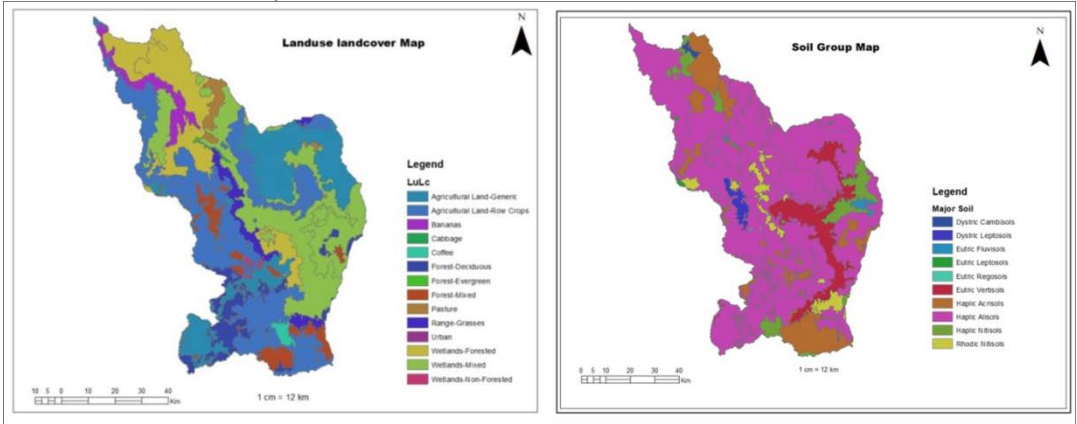 Landuse landcover Map
N
Legend
LuLc
Agricultural Land-Generic
Agricultural Land-Row Crops
Bananas
Cabbage
Coffee
Forest-Deciduous
Forest-Evergreen
Forest-Mixed
Pasture
Range-Grasses
Urban
Wetlands-Forested
Wetlands-Mixed
Wetlands-Non-Forested
10 5 0 10 20 30 40
Km
1 cm = 12 km
Soil Group Map
N
Legend
Major Soil
Dystric Cambisols
Dystric Leptosols
Eutric Fluvisols
Eutric Leptosols
Eutric Regosols
Eutric Vertisols
Haplic Acrisols
Haplic Alisols
Haplic Nitisols
Rhodic Nitisols
1 cm = 12 km
0 5 10 20 30 40
Km